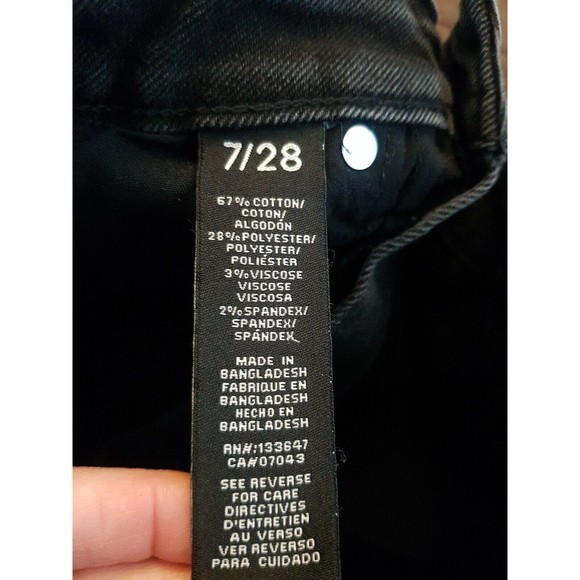 7/28
67% COTTON/
COTON/
ALGODÓN
28% POLYESTER/
POLYESTER/
POLIÉSTER
3% VISCOSE
VISCOSE
VISCOSA
2% SPANDEX/
SPANDEX/
SPÁNDEX
MADE IN
BANGLADESH
FABRIQUE EN
BANGLADESH
HECHO EN
BANGLADESH
RN#:133647
CA#07043
SEE REVERSE
FOR CARE
DIRECTIVES
D'ENTRETIEN
AU VERSO
VER REVERSO
PARA CUIDADO